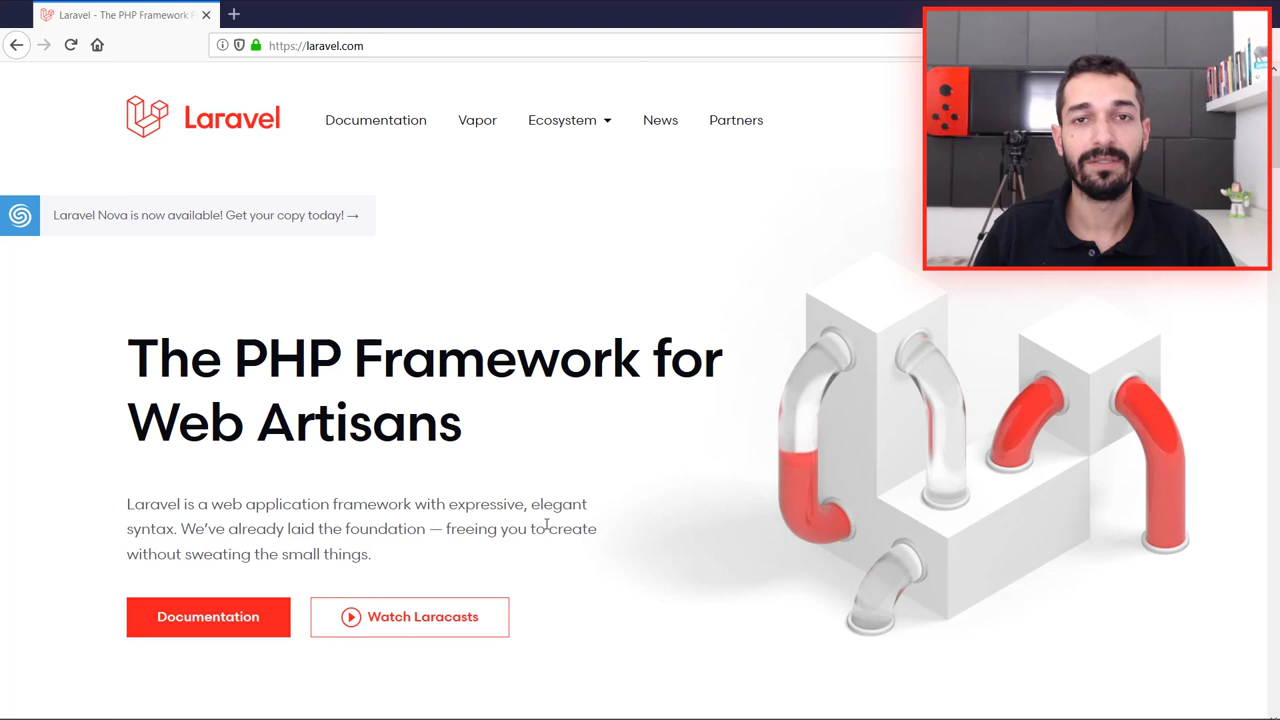 Laravel - The PHP Framework F
https://laravel.com
Laravel
Documentation
Vapor
Ecosystem
News
Partners
Laravel Nova is now available! Get your copy today! →
The PHP Framework for
Web Artisans
Laravel is a web application framework with expressive, elegant
syntax. We’ve already laid the foundation — freeing you to create
without sweating the small things.
Documentation
Watch Laracasts